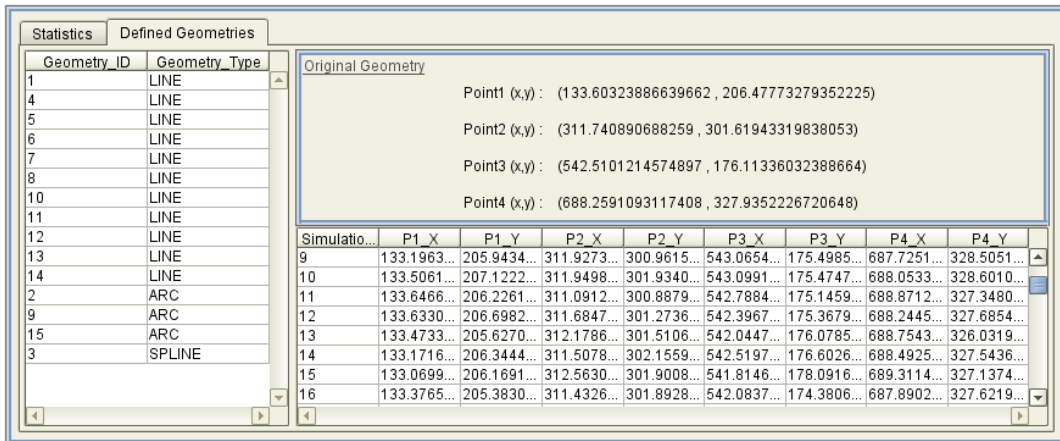 Statistics Defined Geometries
Geometry_ID Geometry_Type
1 LINE
4 LINE
5 LINE
6 LINE
7 LINE
8 LINE
10 LINE
11 LINE
12 LINE
13 LINE
14 LINE
2 ARC
9 ARC
15 ARC
3 SPLINE
Original Geometry
Point1 (x,y) : (133.60323886639662 , 206.47773279352225)
Point2 (x,y) : (311.740890688259 , 301.61943319838053)
Point3 (x,y) : (542.5101214574897 , 176.11336032388664)
Point4 (x,y) : (688.2591093117408 , 327.9352226720648)
Simulatio... P1_X P1_Y P2_X P2_Y P3_X P3_Y P4_X P4_Y
9 133.1963... 205.9434... 311.9273... 300.9615... 543.0654... 175.4985... 687.7251... 328.5051...
10 133.5061... 207.1222... 311.9498... 301.9340... 543.0991... 175.4747... 688.0533... 328.6010...
11 133.6466... 206.2261... 311.0912... 300.8879... 542.7884... 175.1459... 688.8712... 327.3480...
12 133.6330... 206.6982... 311.6847... 301.2736... 542.3967... 175.3679... 688.2445... 327.6854...
13 133.4733... 205.6270... 312.1786... 301.5106... 542.0447... 176.0785... 688.7543... 326.0319...
14 133.1716... 206.3444... 311.5078... 302.1559... 542.5197... 176.6026... 688.4925... 327.5436...
15 133.0699... 206.1691... 312.5630... 301.9008... 541.8146... 178.0916... 689.3114... 327.1374...
16 133.3765... 205.3830... 311.4326... 301.8928... 542.0837... 174.3806... 687.8902... 327.6219...